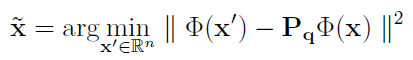 x̃ = arg min_{x'∈ℝⁿ} ‖ Φ(x') − P_q Φ(x) ‖²